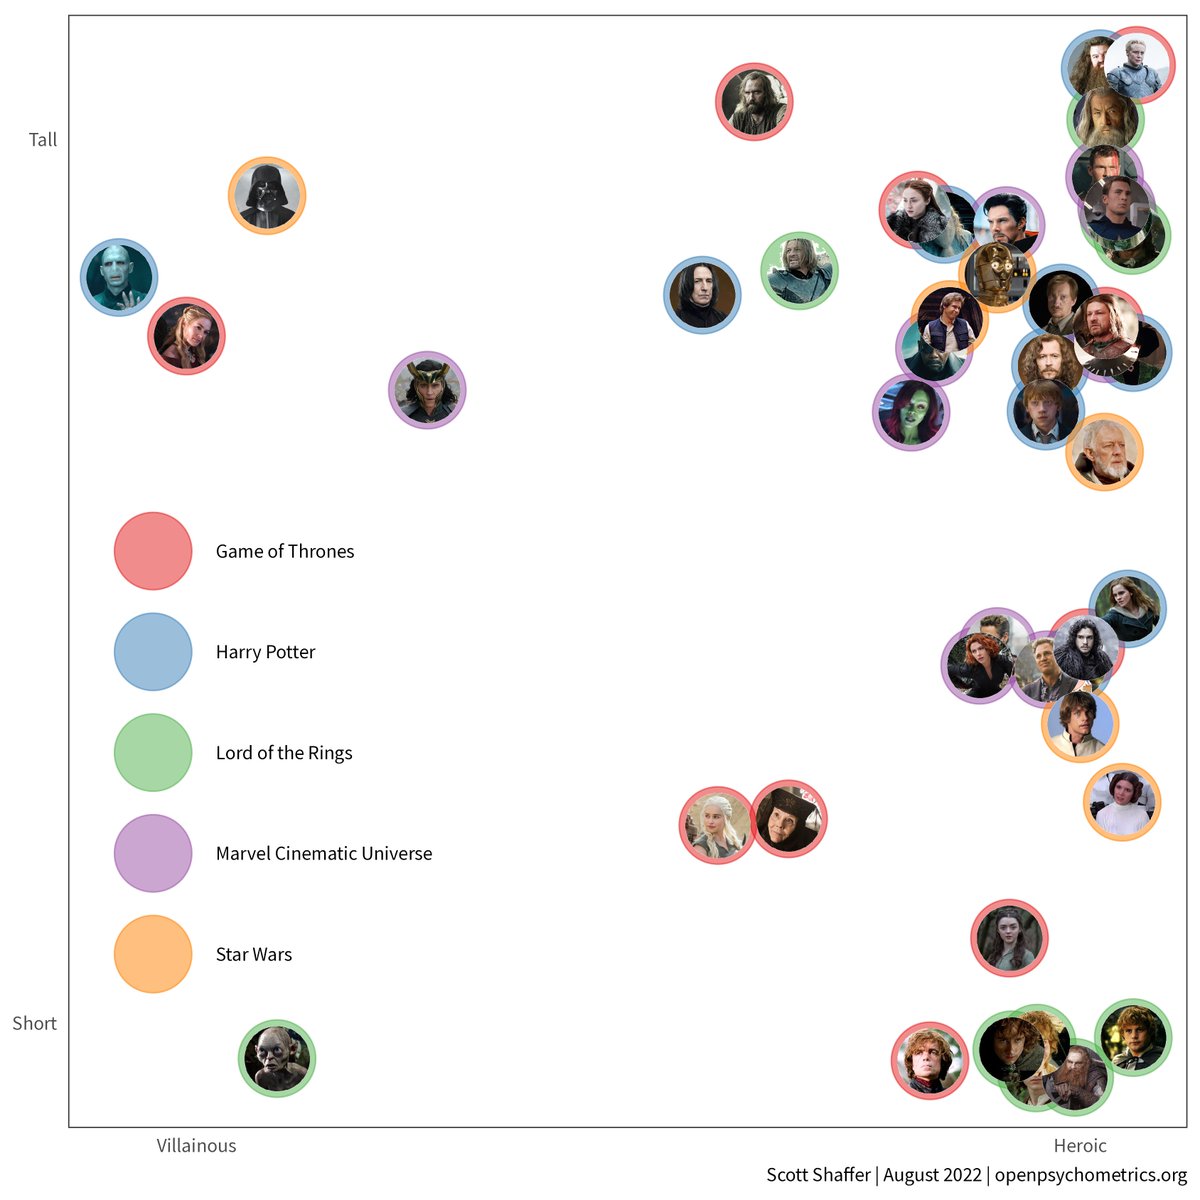 Tall
Game of Thrones
Harry Potter
Lord of the Rings
Marvel Cinematic Universe
Star Wars
Short
Villainous
Heroic
Scott Shaffer | August 2022 | openpsychometrics.org